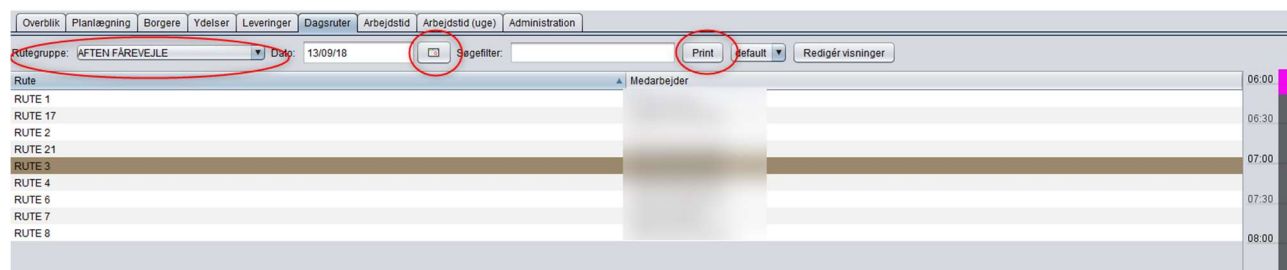 Overblik Planlægning Borgere Ydelser Leveringer Dagsruter Arbejdstid Arbejdstid (uge) Administration
Rutegruppe: AFTEN FÅREVEJLE Dato: 13/09/18 Søgefilter: Print default Redigér visninger
Rute Medarbejder 06:00
RUTE 1
RUTE 17 06:30
RUTE 2
RUTE 21
RUTE 3 07:00
RUTE 4
RUTE 6 07:30
RUTE 7
RUTE 8 08:00